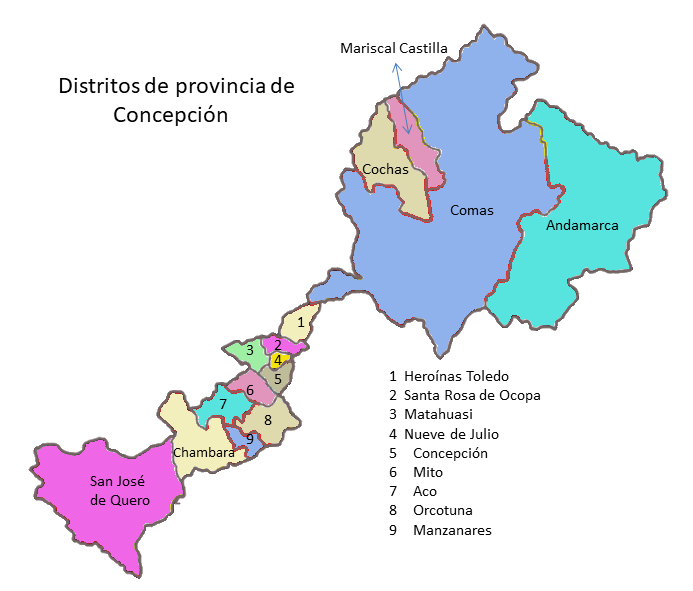 Distritos de provincia de
Concepción
Mariscal Castilla
Cochas
Comas
Andamarca
1
2
3
4
5
6
7
8
9
Chambara
San José
de Quero
1 Heroínas Toledo
2 Santa Rosa de Ocopa
3 Matahuasi
4 Nueve de Julio
5 Concepción
6 Mito
7 Aco
8 Orcotuna
9 Manzanares